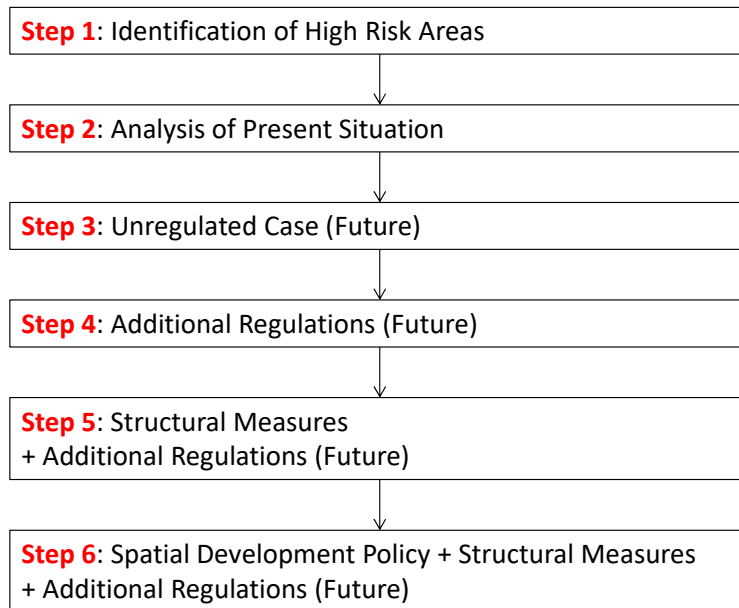 Step 1: Identification of High Risk Areas
Step 2: Analysis of Present Situation
Step 3: Unregulated Case (Future)
Step 4: Additional Regulations (Future)
Step 5: Structural Measures
+ Additional Regulations (Future)
Step 6: Spatial Development Policy + Structural Measures
+ Additional Regulations (Future)